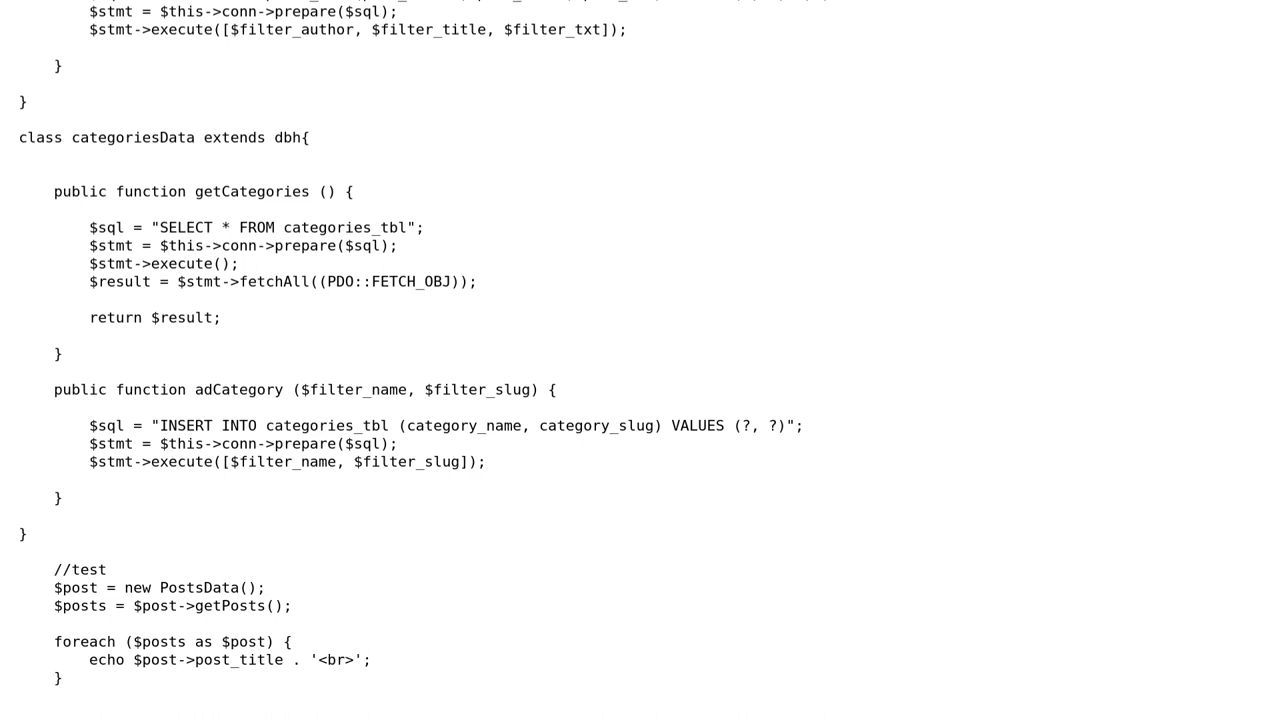 $stmt = $this->conn->prepare($sql);
$stmt->execute([$filter_author, $filter_title, $filter_txt]);
}
}
class categoriesData extends dbh{
public function getCategories () {
$sql = "SELECT * FROM categories_tbl";
$stmt = $this->conn->prepare($sql);
$stmt->execute();
$result = $stmt->fetchAll((PDO::FETCH_OBJ));
return $result;
}
public function adCategory ($filter_name, $filter_slug) {
$sql = "INSERT INTO categories_tbl (category_name, category_slug) VALUES (?, ?)";
$stmt = $this->conn->prepare($sql);
$stmt->execute([$filter_name, $filter_slug]);
}
}
//test
$post = new PostsData();
$posts = $post->getPosts();
foreach ($posts as $post) {
echo $post->post_title . '<br>';
}